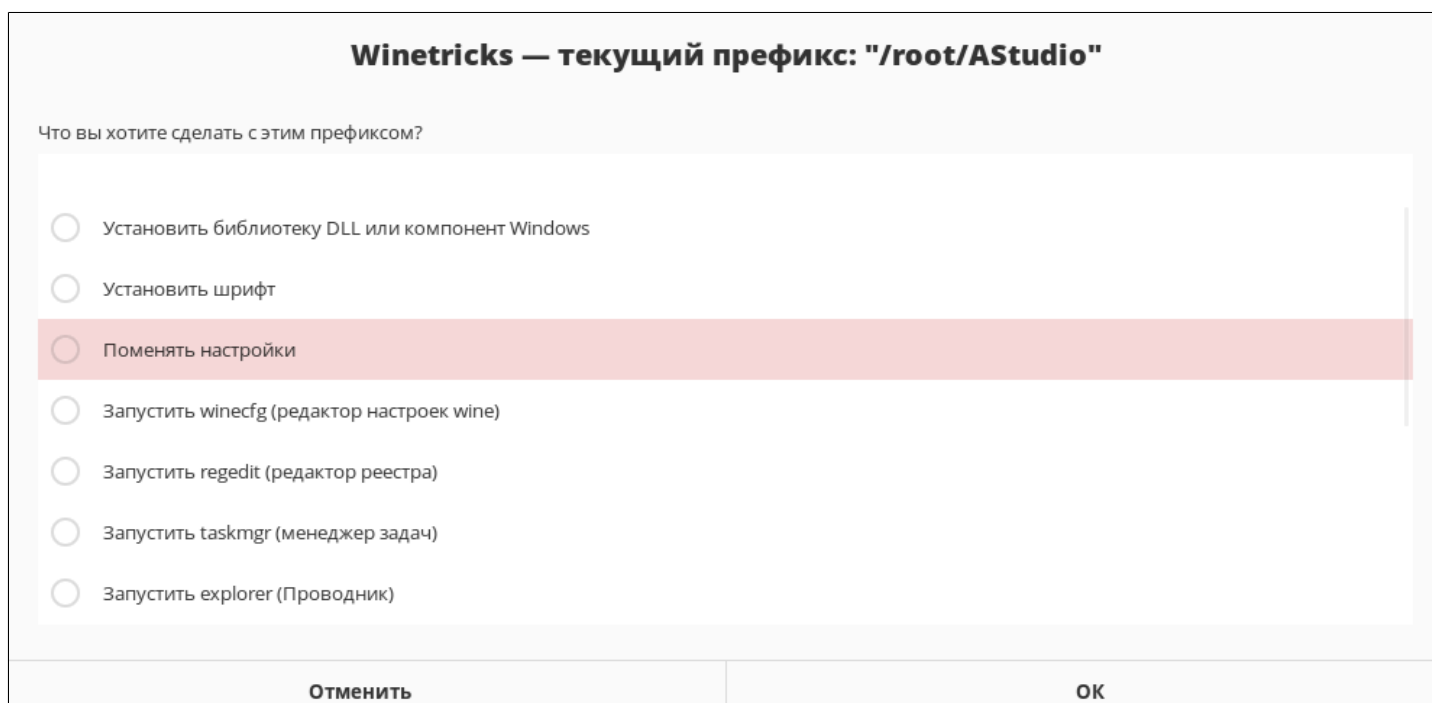 Winetricks — текущий префикс: "/root/AStudio"
Что вы хотите сделать с этим префиксом?
Установить библиотеку DLL или компонент Windows
Установить шрифт
Поменять настройки
Запустить winecfg (редактор настроек wine)
Запустить regedit (редактор реестра)
Запустить taskmgr (менеджер задач)
Запустить explorer (Проводник)
Отменить
ОК